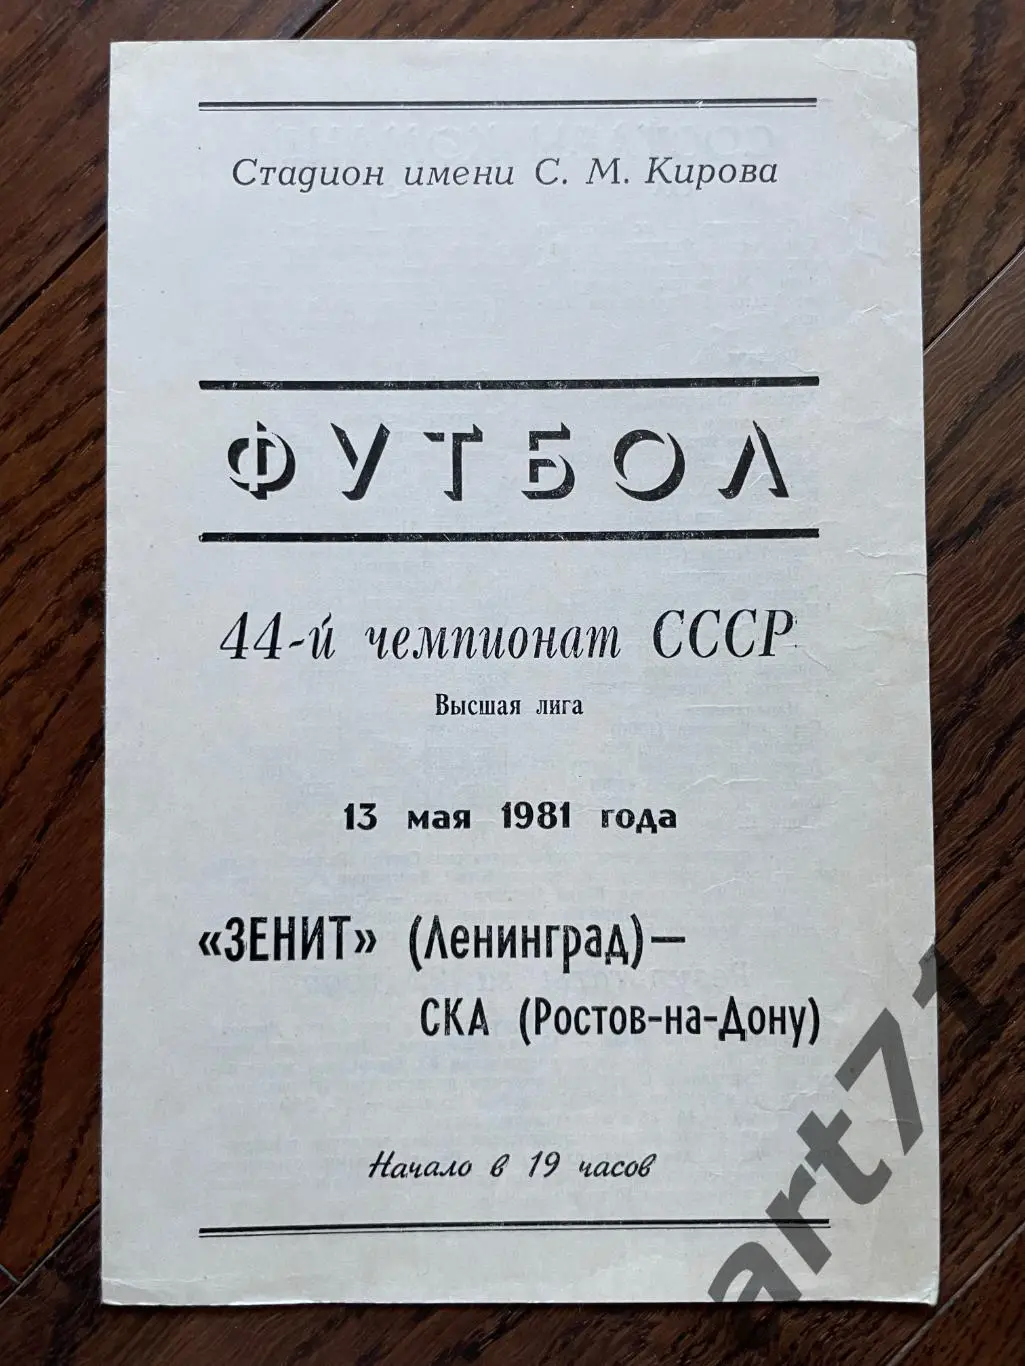 Стадион имени С. М. Кирова
ФУТБОЛ
44-й чемпионат СССР
Высшая лига
13 мая 1981 года
«ЗЕНИТ» (Ленинград) —
СКА (Ростов-на-Дону)
Начало в 19 часов
art71